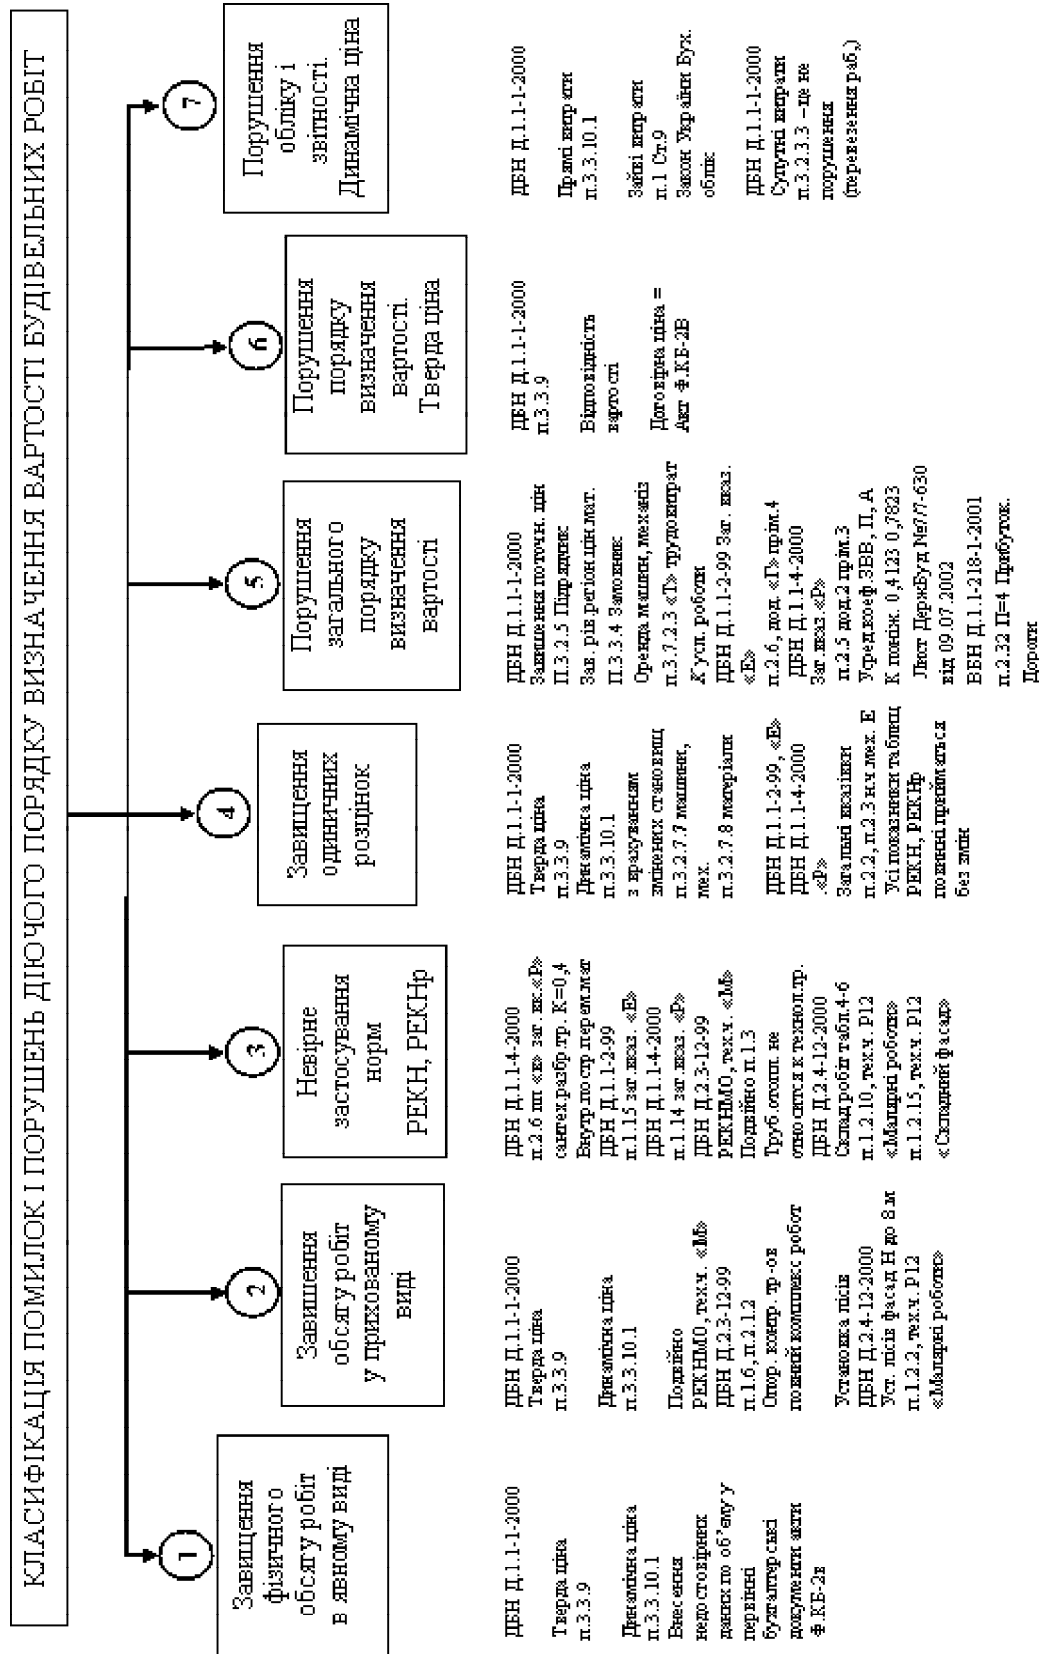 КЛАСИФІКАЦІЯ ПОМИЛОК І ПОРУШЕНЬ ДІЮЧОГО ПОРЯДКУ ВИЗНАЧЕННЯ ВАРТОСТІ БУДІВЕЛЬНИХ РОБІТ
1
Завищення
фізичного
обсягу робіт
в явному виді
ДБН Д.1.1-1-2000
Тверда ціна
п.3.3.9
Динамічна ціна
п.3.3.10.1
Внесення
недостовірних
даних по об’єму у
первінні
бухгалтерські
документи акти
Ф.КБ-2в
2
Завишення
обсягу робіт
у прихованому
виді
ДБН Д.1.1-1-2000
Тверда ціна
п.3.3.9
Динамічна ціна
п.3.3.10.1
Подвійно
РЕКНМО, тех.ч. «М»
ДБН Д.2.3-12-99
п.1.6, п.2.1.2
Опор. контр. тр-ов
повний комплекс робот
Установка лісів
ДБН Д.2.4-12-2000
Уст. лісів фасад Н до 8 м
п.1.2.2, тех.ч. Р12
«Малярні роботи»
3
Невірне
застосування
норм
РЕКН, РЕКНр
ДБН Д.1.1-4-2000
п.2.6 пп «в» заг. вк.«Р»
сантех.разбр.тр. К=0,4
Внутр.постр.перем.мат
ДБН Д.1.1-2-99
п.1.15 заг.вказ. «Е»
ДБН Д.1.1-4-2000
п.1.14 заг.вказ. «Р»
ДБН Д.2.3-12-99
РЕКНМО, тех.ч. «М»
Подвійно п.1.3
Труб.отопл. не
относится к технол.тр.
ДБН Д.2.4-12-2000
Склад робіт табл.4-6
п.1.2.10, тех.ч. Р12
«Малярні роботи»
п.1.2.15, тех.ч. Р12
«Складний фасад»
4
Завищення
одиничних
розцінок
ДБН Д.1.1-1-2000
Тверда ціна
п.3.3.9
Динамічна ціна
п.3.3.10.1
з врахуванням
змінених становищ
п.3.2.7.7 машини,
мех.
п.3.2.7.8 матеріали
ДБН Д.1.1-2-99, «Е»
ДБН Д.1.1-4-2000
«Р»
Загальні вказівки
п.2.2, п.2.3 н.ч.мех. Е
Усі показники таблиц
РЕКН, РЕКНр
повинні приймаеться
без змін
5
Порушення
загального
порядку
визначення
вартості
ДБН Д.1.1-1-2000
Завишення поточн. цін
П.3.2.5 Підрядник
Зав. рів.регіон.цін.мат.
П.3.3.4 Замовник
Оренда машин, механіз
п.3.7.2.3 «Т» трудовитрат
К усл. роботи
ДБН Д.1.1-2-99 Заг. вказ.
«Е»
п.2.6, дод. «Г» прім.4
ДБН Д.1.1-4-2000
Заг.вказ.«Р»
п.2.5 дод.2 прім.3
Усред.коеф.ЗВВ, П, А
К поніж. 0,4123 0,7823
Лист ДержБуд №7/7-630
від 09.07.2002
ВБН Д.1.1-218-1-2001
п.2.32 П=4 Прибуток.
Дороги
6
Порушення
порядку
визначення
вартості.
Тверда ціна
ДБН Д.1.1-1-2000
п.3.3.9
Відповідність
вартості
Договірна ціна =
Акт Ф.КБ-2В
7
Порушення
обліку і
звітності.
Динамічна ціна
ДБН Д.1.1-1-2000
Прямі витрати
п.3.3.10.1
Зайві витрати
п.1 Ст.9
Закон України Бух.
облік
ДБН Д.1.1-1-2000
Супутні витрати
п.3.2.3.3 – це не
порушення
(перевезення раб.)